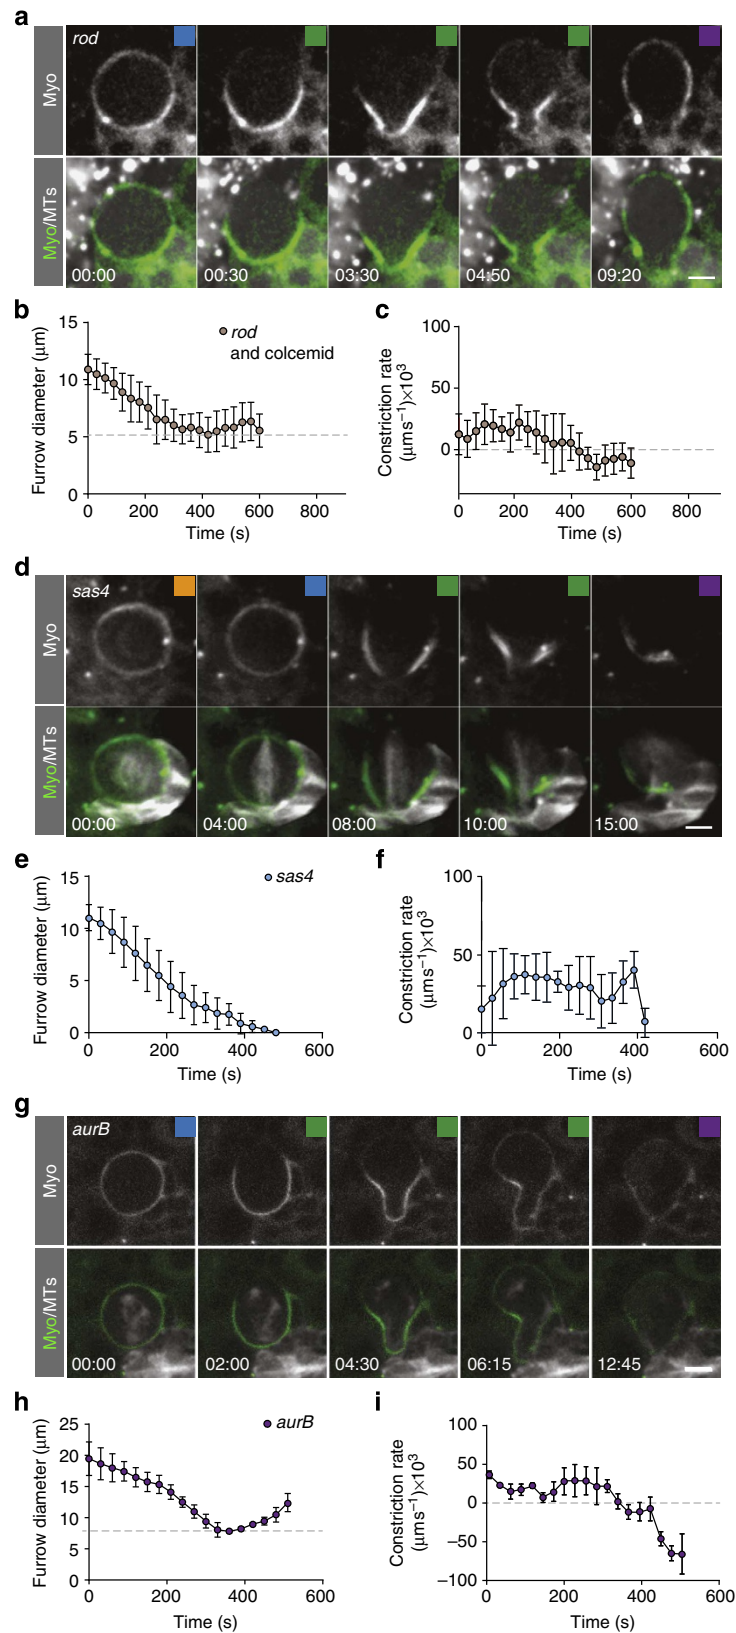 a
Myo
rod
Myo/MTs
00:00
00:30
03:30
04:50
09:20
b
Furrow diameter (μm)
15
10
5
0
rod
and colcemid
0
200
400
600
800
Time (s)
c
Constriction rate
(μms⁻¹)×10³
100
50
0
0
200
400
600
800
Time (s)
d
Myo
sas4
Myo/MTs
00:00
04:00
08:00
10:00
15:00
e
Furrow diameter (μm)
15
10
5
0
sas4
0
200
400
600
Time (s)
f
Constriction rate
(μms⁻¹)×10³
100
50
0
0
200
400
600
Time (s)
g
Myo
aurB
Myo/MTs
00:00
02:00
04:30
06:15
12:45
h
Furrow diameter (μm)
25
20
15
10
5
0
aurB
0
200
400
600
Time (s)
i
Constriction rate
(μms⁻¹)×10³
100
50
0
−50
−100
0
200
400
600
Time (s)